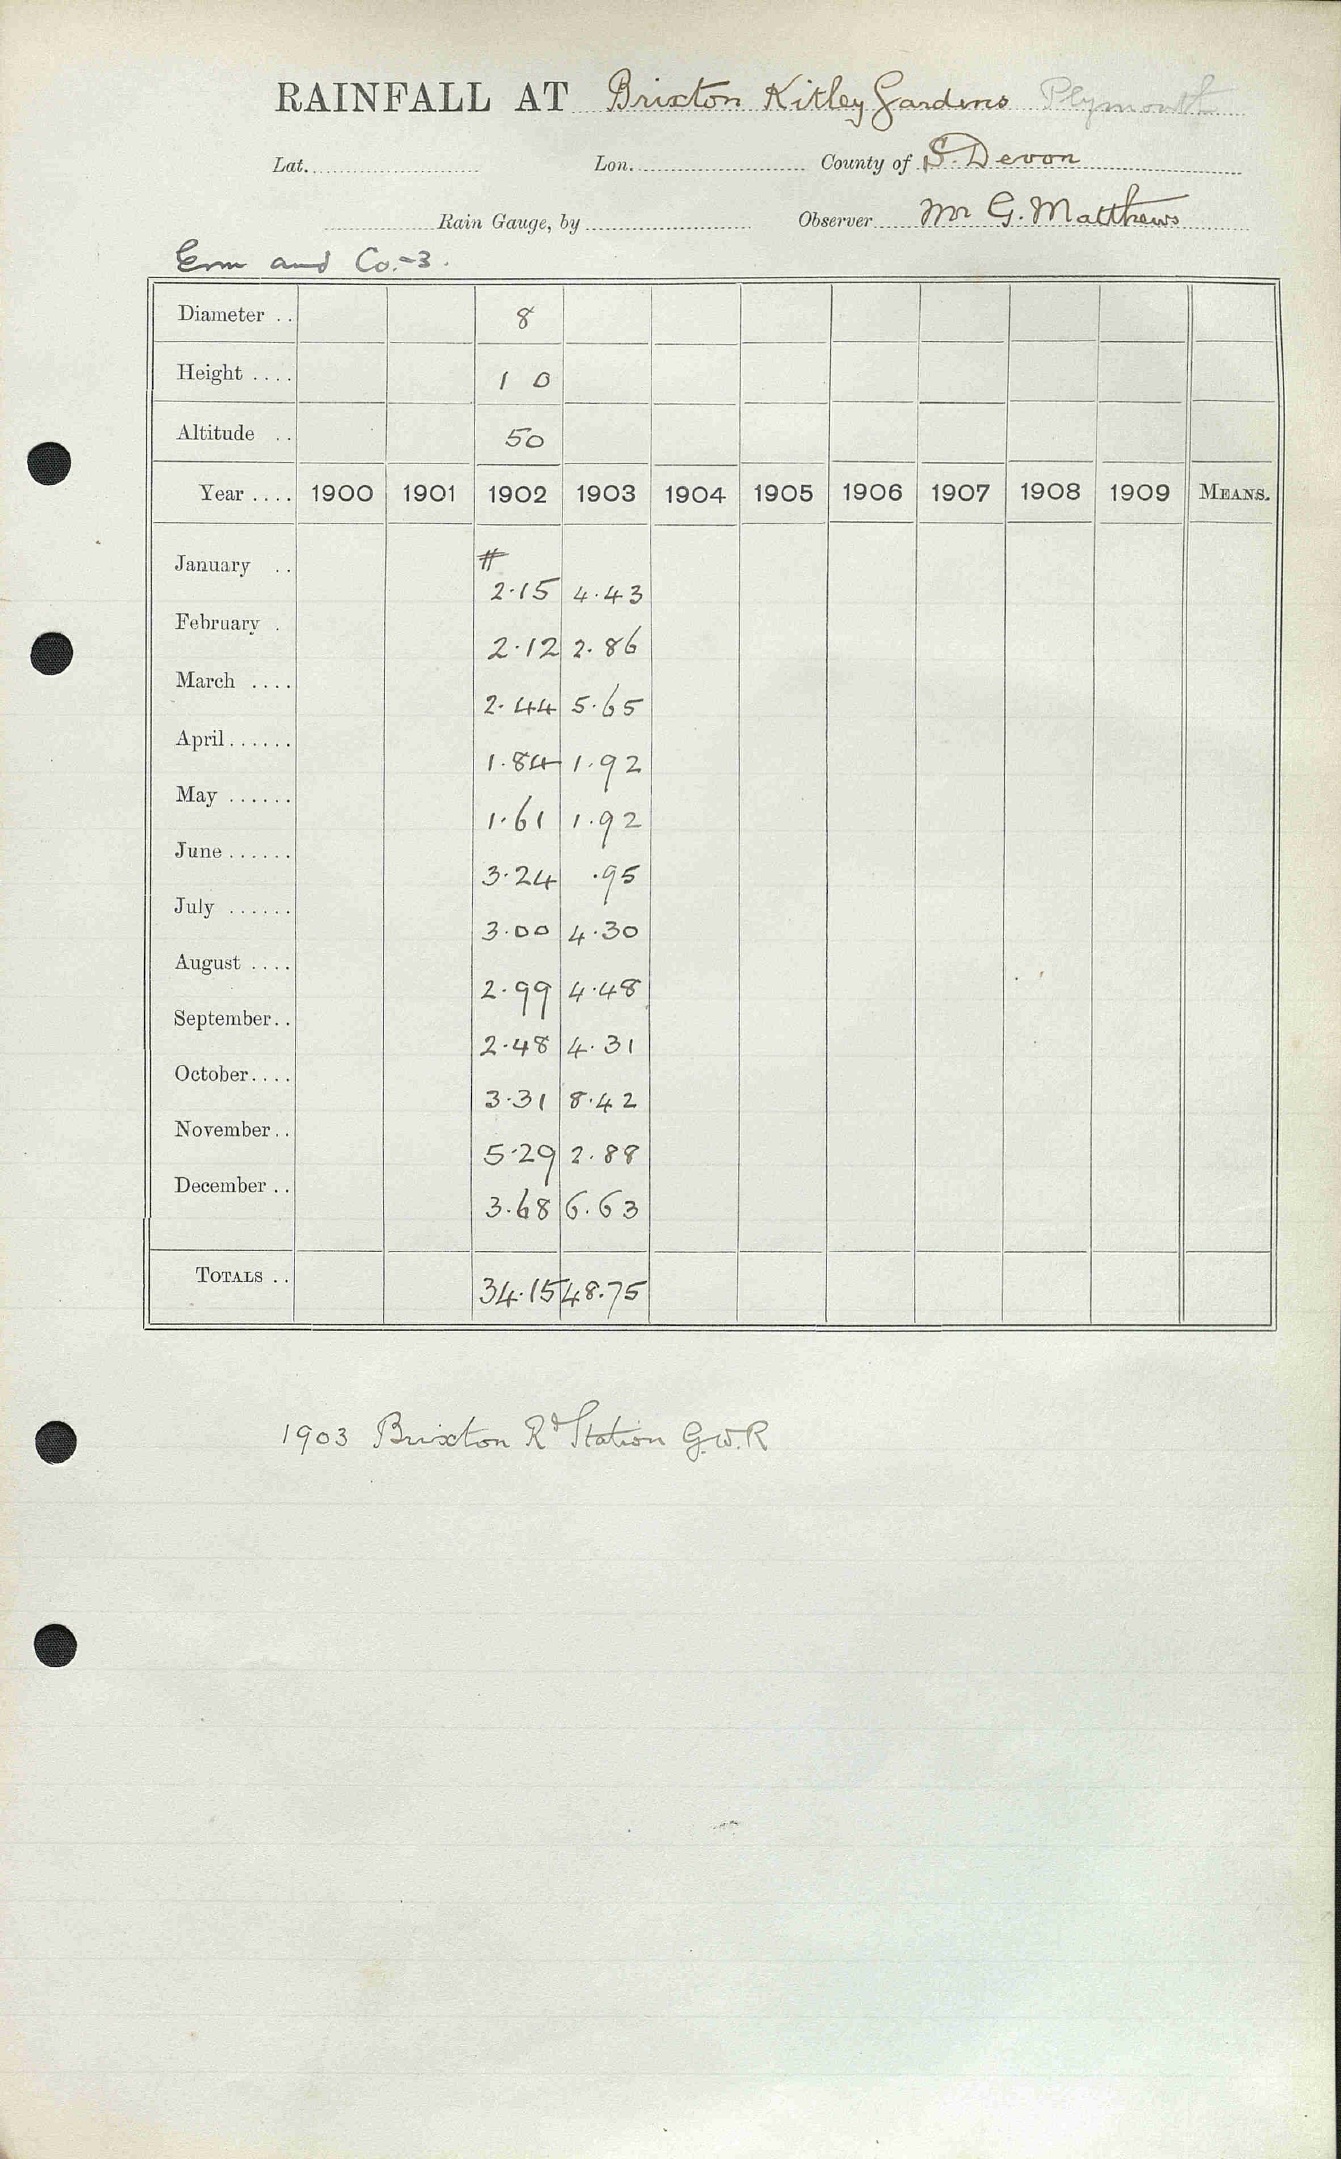 RAINFALL AT Brixton Kitley Gardens Plymouth
Lat. Lon. County of S. Devon
Rain Gauge, by Observer Mr G. Matthews
Erm and Co.-3.
Diameter .. 8
Height .... 1 0
Altitude .. 50
Year .... 1900 1901 1902 1903 1904 1905 1906 1907 1908 1909 MEANS.
January .. # 2.15 4.43
February . 2.12 2.86
March .... 2.44 5.65
April...... 1.84 1.92
May ...... 1.61 1.92
June...... 3.24 .95
July ...... 3.00 4.30
August .... 2.99 4.48
September.. 2.48 4.31
October.... 3.31 8.42
November.. 5.29 2.88
December .. 3.68 6.63
TOTALS .. 34.15 48.75
1903 Brixton Rd Station G.W.R